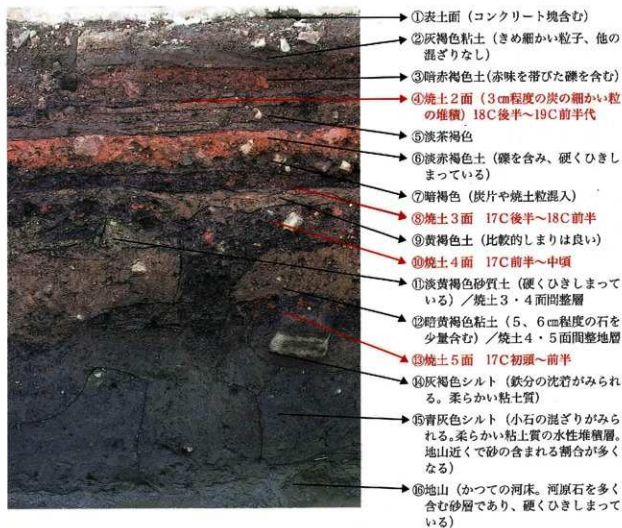 ①表土面（コンクリート塊含む）
②灰褐色粘土（きめ細かい粒子、他の
混ざりなし）
③暗赤褐色土(赤味を帯びた礫を含む）
④焼土２面（３㎝程度の炭の細かい粒
の堆積）18C後半〜19C前半代
⑤淡茶褐色
⑥淡赤褐色土（礫を含み、硬くひきし
まっている）
⑦暗褐色（炭片や焼土粒混入）
⑧焼土３面　17C後半〜18C前半
⑨黄褐色土（比較的しまりは良い）
⑩焼土４面　17C前半〜中頃
⑪淡黄褐色砂質土（硬くひきしまって
いる）／焼土３・４面間整層
⑫暗黄褐色粘土（５、６㎝程度の石を
少量含む）／焼土４・５面間整地層
⑬焼土５面　17C初頭〜前半
⑭灰褐色シルト（鉄分の沈着がみられ
る。柔らかい粘土質）
⑮青灰色シルト（小石の混ざりがみら
れる。柔らかい粘土質の水性堆積層。
地山近くで砂の含まれる割合が多く
なる）
⑯地山（かつての河床。河原石を多く
含む砂層であり、硬くひきしまって
いる）